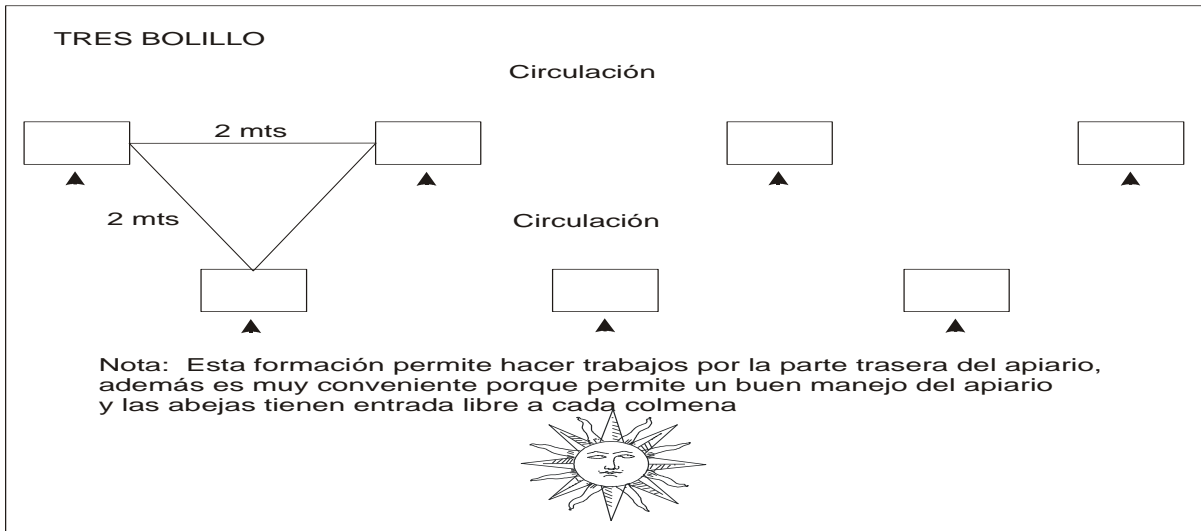 TRES BOLILLO
Circulación
2 mts
2 mts
Circulación
Nota:  Esta formación permite hacer trabajos por la parte trasera del apiario,
además es muy conveniente porque permite un buen manejo del apiario
y las abejas tienen entrada libre a cada colmena